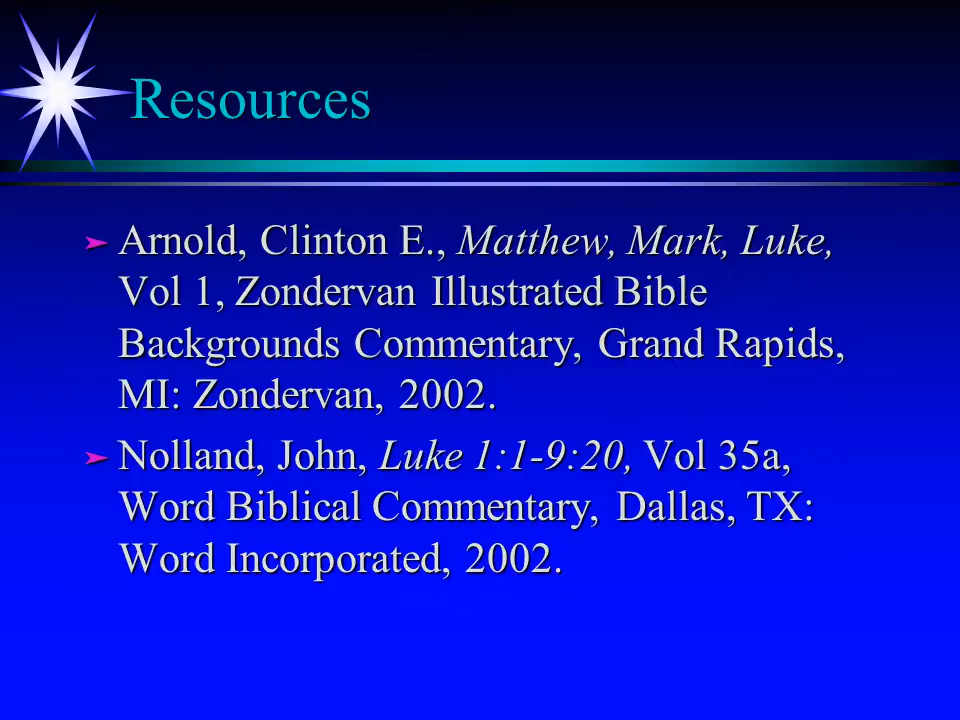 Resources
Arnold, Clinton E., Matthew, Mark, Luke,
Vol 1, Zondervan Illustrated Bible
Backgrounds Commentary, Grand Rapids,
MI: Zondervan, 2002.
Nolland, John, Luke 1:1-9:20, Vol 35a,
Word Biblical Commentary, Dallas, TX:
Word Incorporated, 2002.